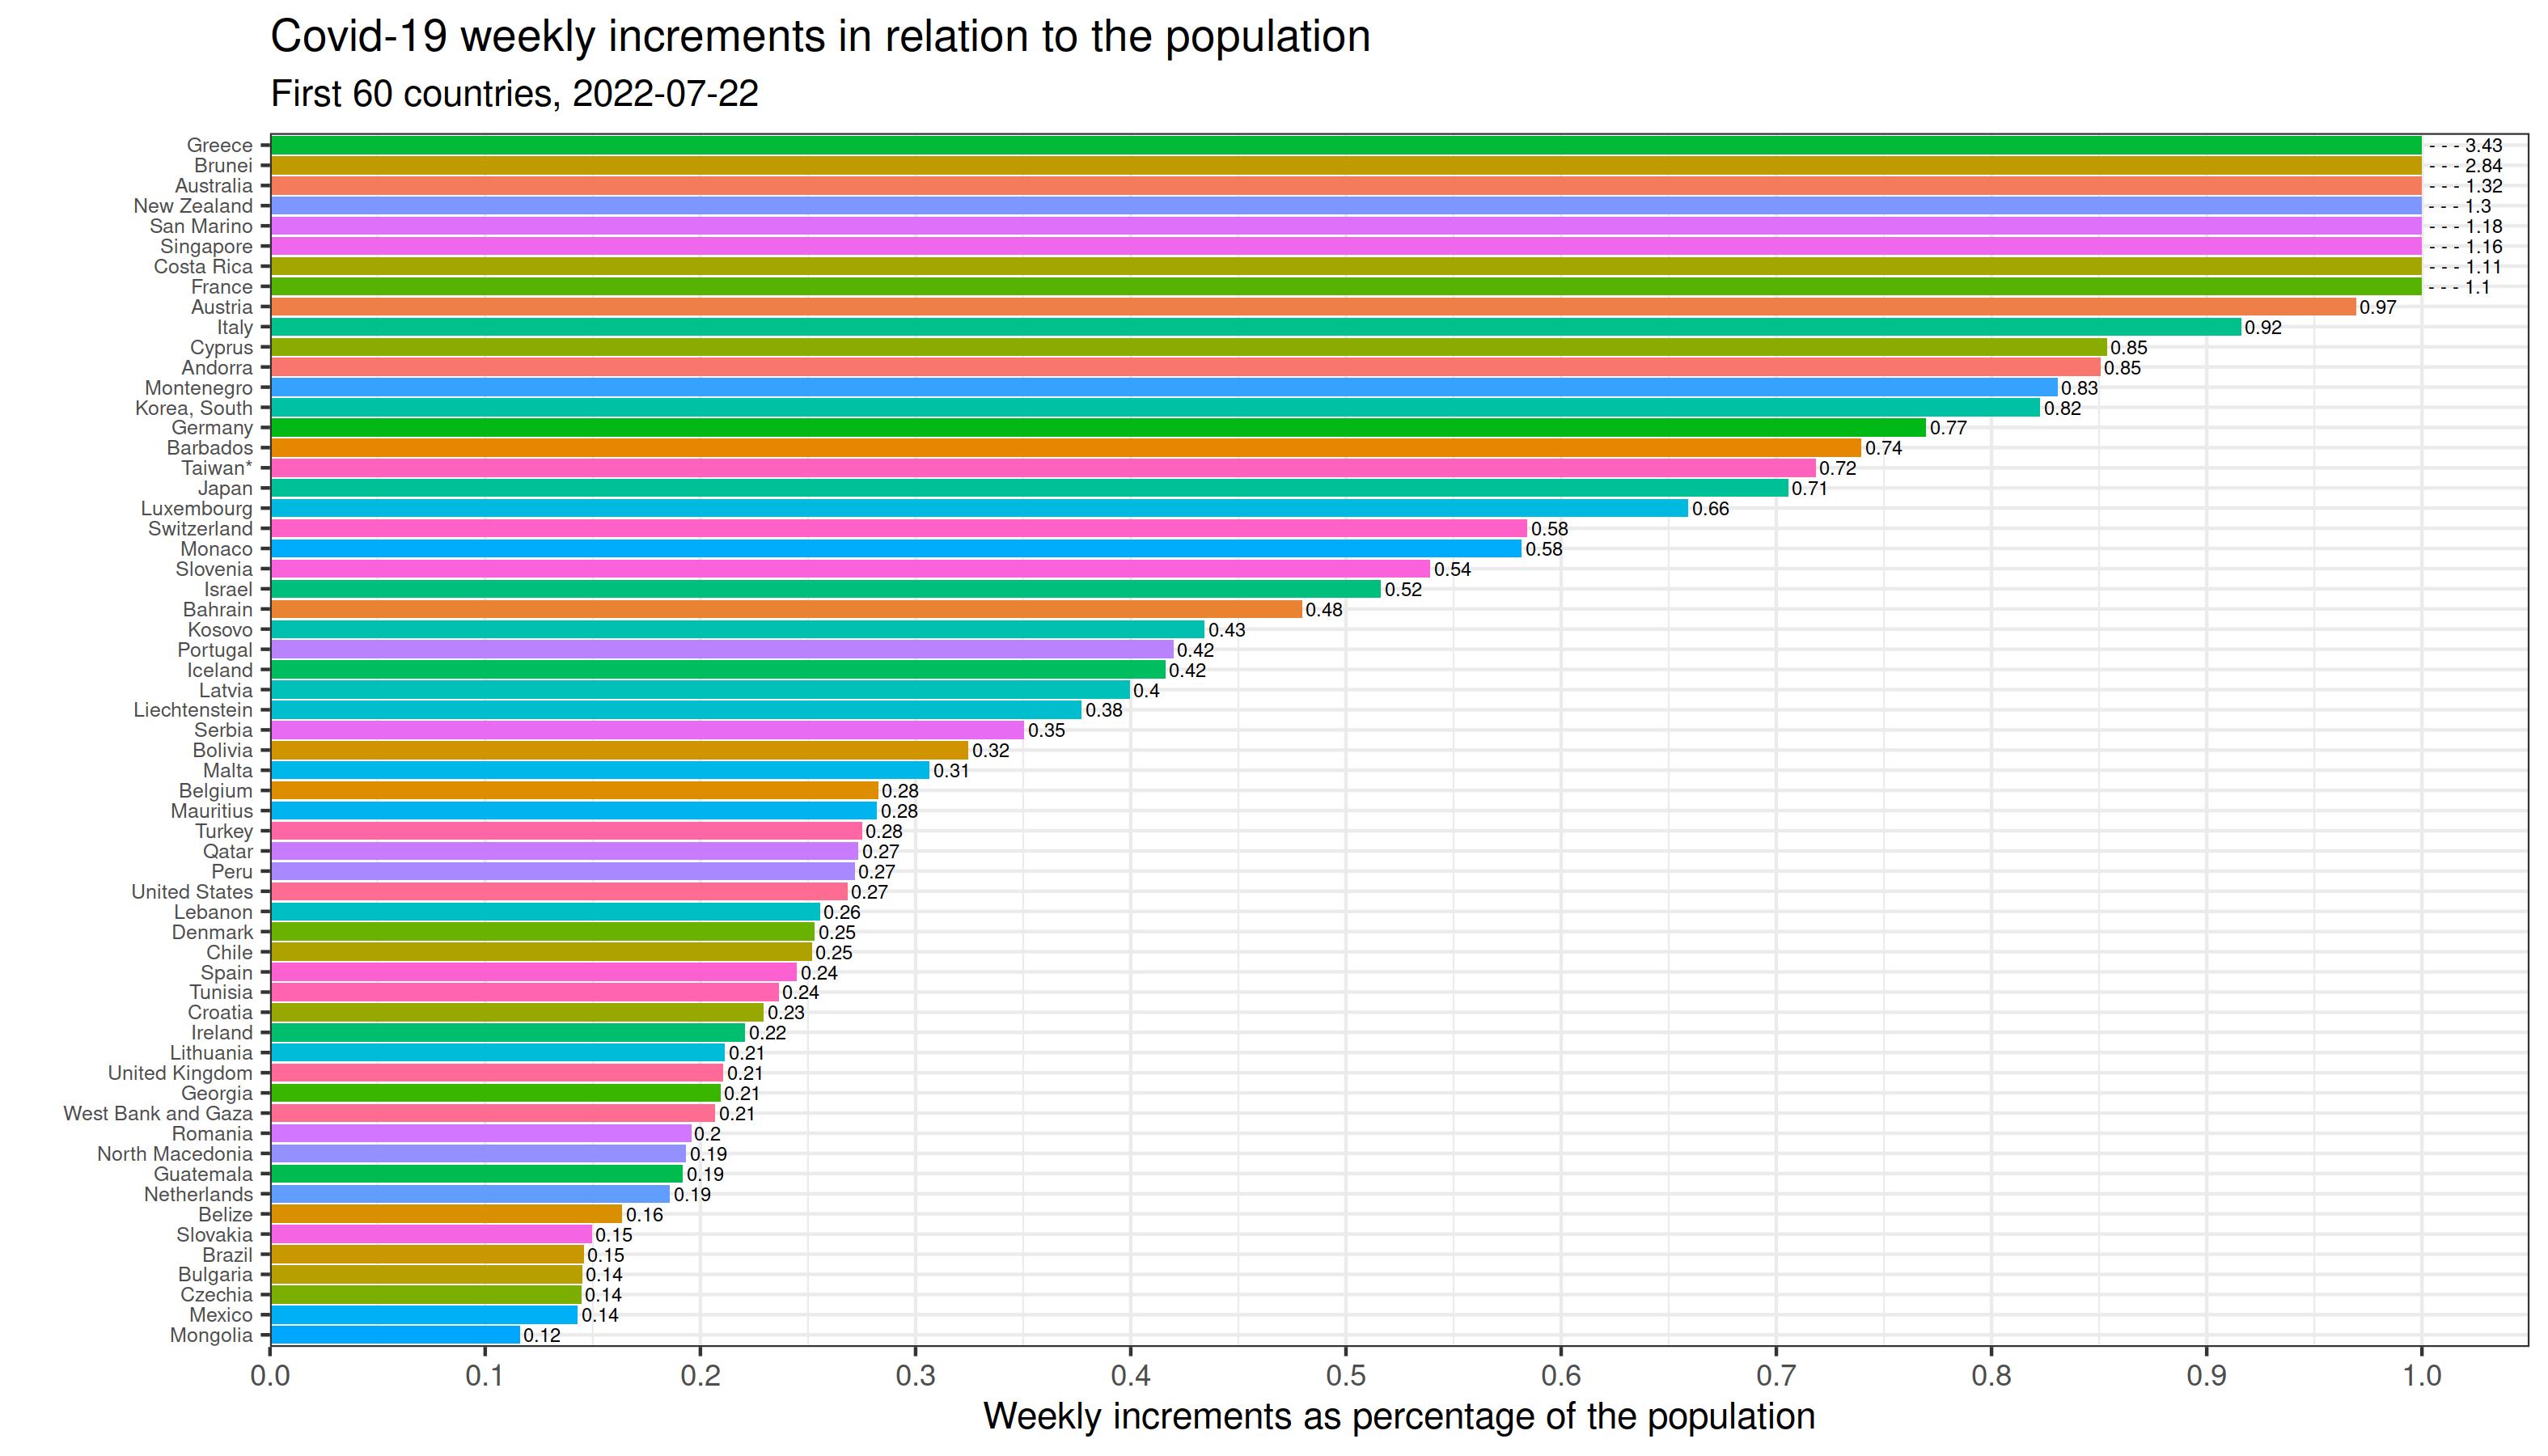 Covid-19 weekly increments in relation to the population
First 60 countries, 2022-07-22
Greece - - - 3.43
Brunei - - - 2.84
Australia - - - 1.32
New Zealand - - - 1.3
San Marino - - - 1.18
Singapore - - - 1.16
Costa Rica - - - 1.11
France - - - 1.1
Austria 0.97
Italy 0.92
Cyprus 0.85
Andorra 0.85
Montenegro 0.83
Korea, South 0.82
Germany 0.77
Barbados 0.74
Taiwan* 0.72
Japan 0.71
Luxembourg 0.66
Switzerland 0.58
Monaco 0.58
Slovenia 0.54
Israel 0.52
Bahrain 0.48
Kosovo 0.43
Portugal 0.42
Iceland 0.42
Latvia 0.4
Liechtenstein 0.38
Serbia 0.35
Bolivia 0.32
Malta 0.31
Belgium 0.28
Mauritius 0.28
Turkey 0.28
Qatar 0.27
Peru 0.27
United States 0.27
Lebanon 0.26
Denmark 0.25
Chile 0.25
Spain 0.24
Tunisia 0.24
Croatia 0.23
Ireland 0.22
Lithuania 0.21
United Kingdom 0.21
Georgia 0.21
West Bank and Gaza 0.21
Romania 0.2
North Macedonia 0.19
Guatemala 0.19
Netherlands 0.19
Belize 0.16
Slovakia 0.15
Brazil 0.15
Bulgaria 0.14
Czechia 0.14
Mexico 0.14
Mongolia 0.12
0.0 0.1 0.2 0.3 0.4 0.5 0.6 0.7 0.8 0.9 1.0
Weekly increments as percentage of the population